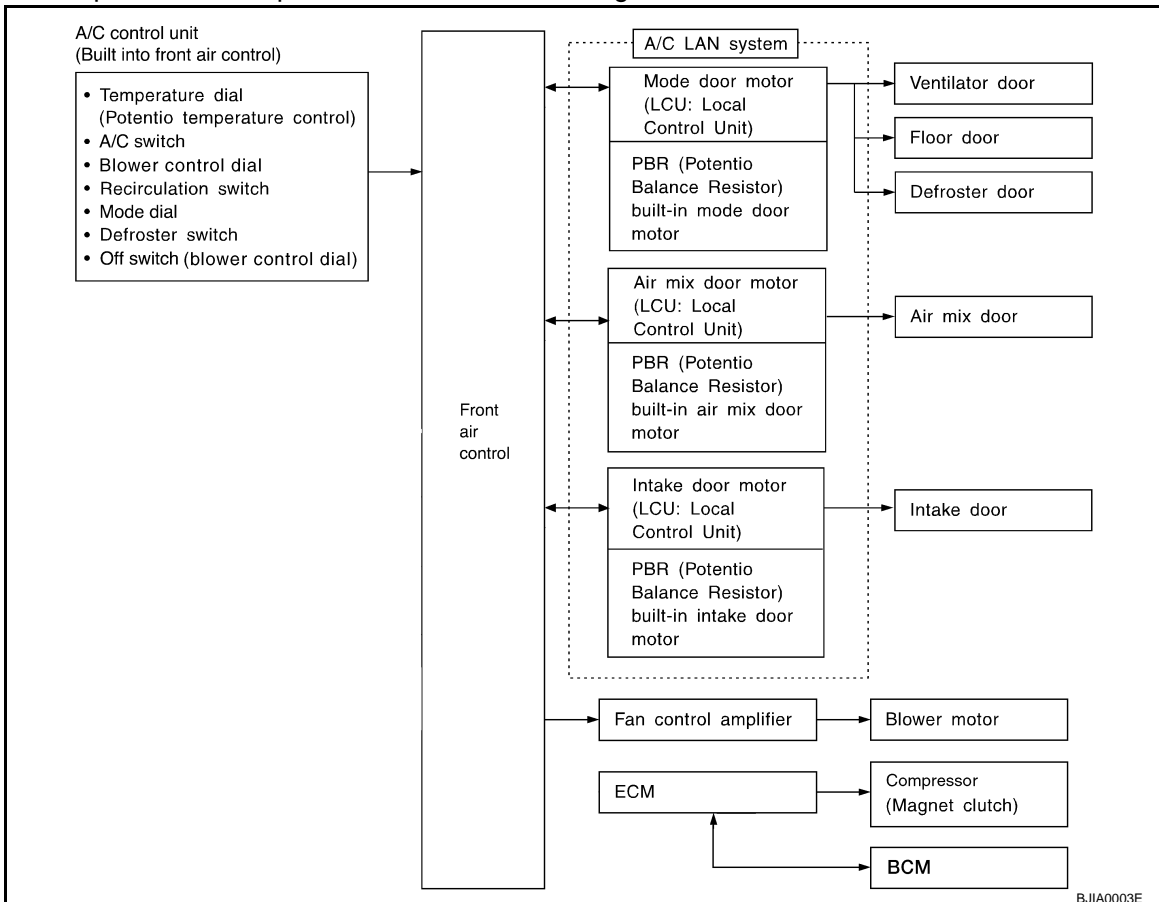 A/C control unit
(Built into front air control)
• Temperature dial
(Potentio temperature control)
• A/C switch
• Blower control dial
• Recirculation switch
• Mode dial
• Defroster switch
• Off switch (blower control dial)
Front
air
control
A/C LAN system
Mode door motor
(LCU: Local
Control Unit)
PBR (Potentio
Balance Resistor)
built-in mode door
motor
Ventilator door
Floor door
Defroster door
Air mix door motor
(LCU: Local
Control Unit)
PBR (Potentio
Balance Resistor)
built-in air mix door
motor
Air mix door
Intake door motor
(LCU: Local
Control Unit)
PBR (Potentio
Balance Resistor)
built-in intake door
motor
Intake door
Fan control amplifier
Blower motor
ECM
Compressor
(Magnet clutch)
BCM
BJIA0003E